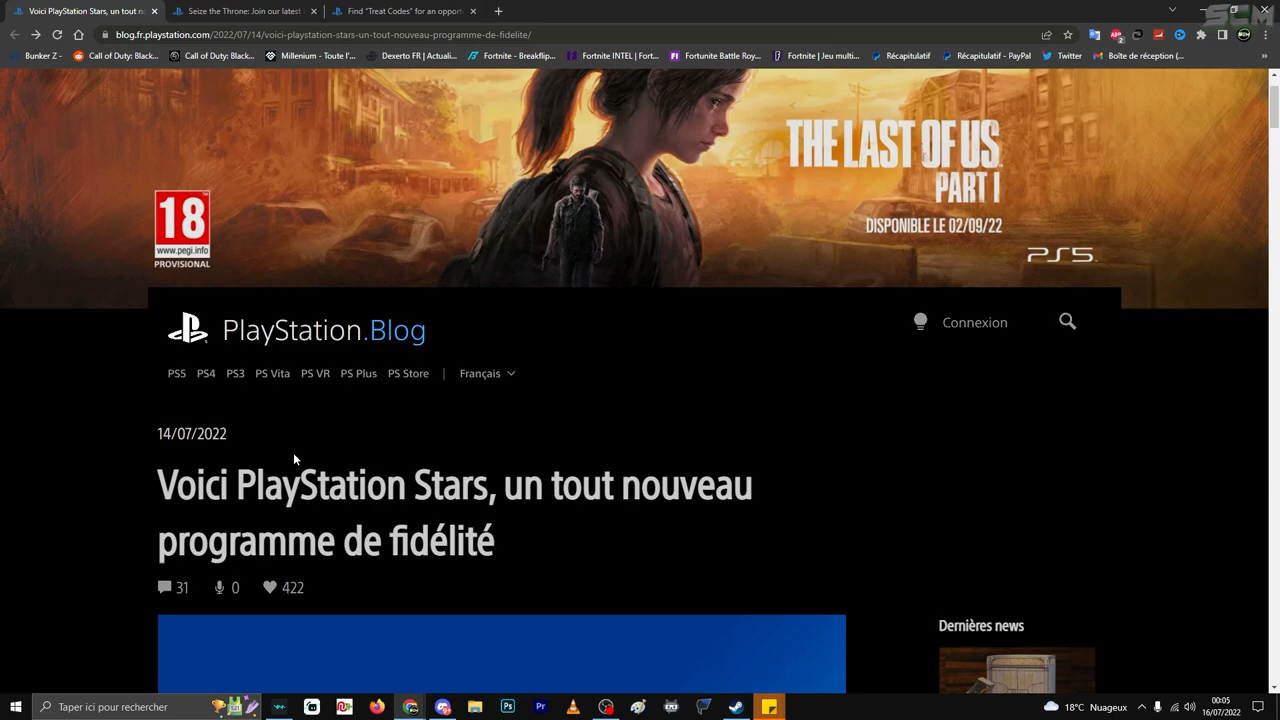 Voici PlayStation Stars, un tout n
Seize the Throne: Join our latest
Find "Treat Codes" for an opport
blog.fr.playstation.com/2022/07/14/voici-playstation-stars-un-tout-nouveau-programme-de-fidelite/
Bunker Z - Call of Duty: Black... Call of Duty: Black... Millenium - Toute l'... Dexerto FR | Actuali... Fortnite - Breakflip... Fortnite INTEL | Fort... Fortunite Battle Roy... Fortnite | Jeu multi... Récapitulatif Récapitulatif - PayPal Twitter Boîte de réception (...
THE LAST OF US
PART I
DISPONIBLE LE 02/09/22
PS5
18
www.pegi.info
PROVISIONAL
PlayStation.Blog
Connexion
PS5 PS4 PS3 PS Vita PS VR PS Plus PS Store | Français
14/07/2022
Voici PlayStation Stars, un tout nouveau
programme de fidélité
31 0 422
Dernières news
Taper ici pour rechercher
18°C Nuageux
00:05
16/07/2022